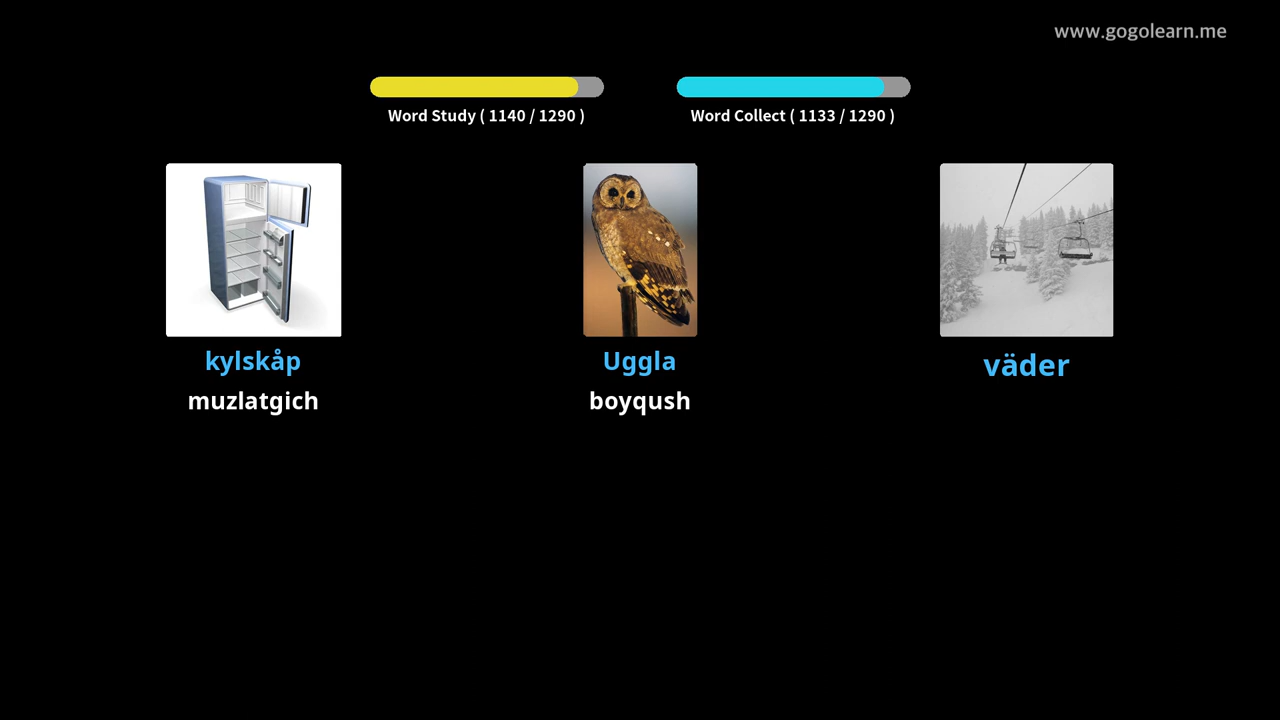 www.gogolearn.me
Word Study ( 1140 / 1290 )
Word Collect ( 1133 / 1290 )
kylskåp
muzlatgich
Uggla
boyqush
väder